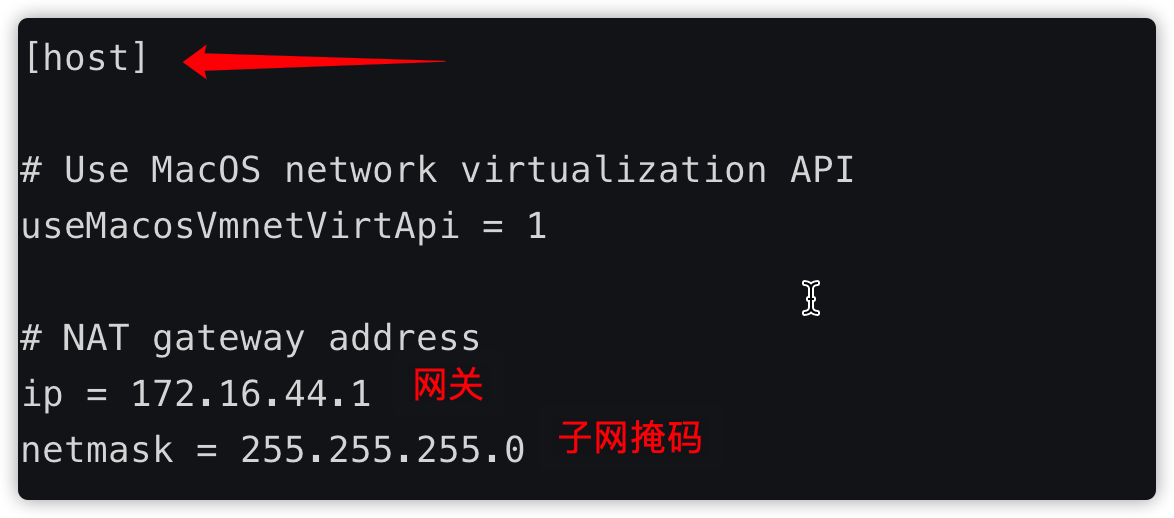 [host]
# Use MacOS network virtualization API
useMacosVmnetVirtApi = 1
# NAT gateway address
ip = 172.16.44.1 网关
netmask = 255.255.255.0 子网掩码